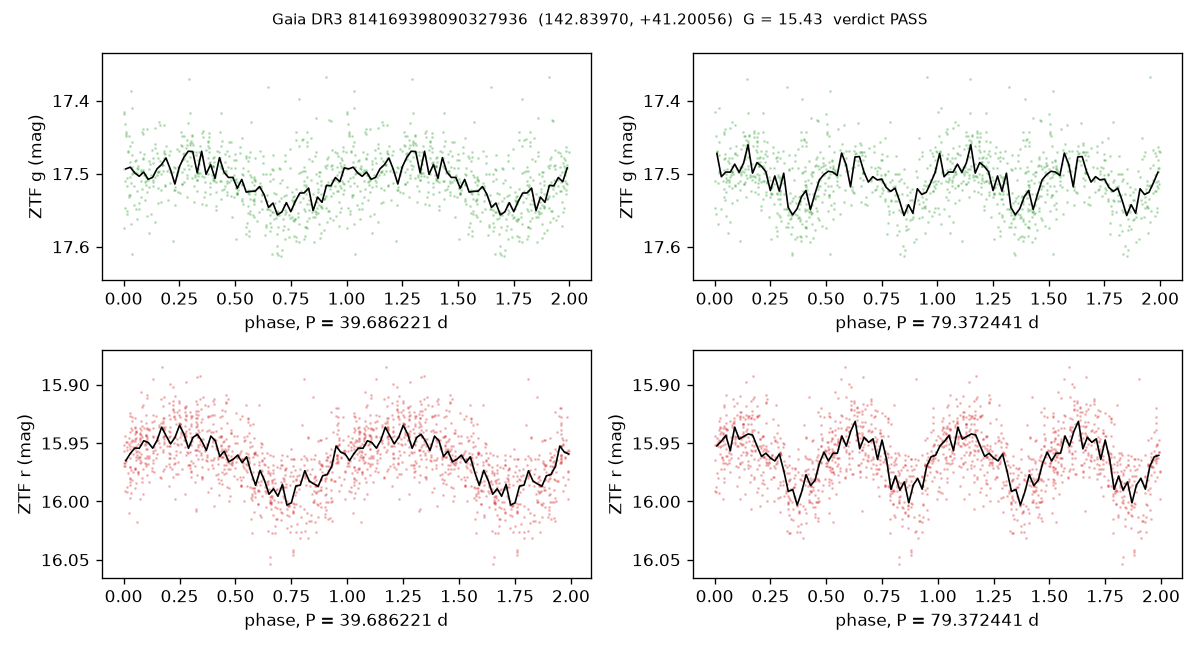 Gaia DR3 814169398090327936 (142.83970, +41.20056) G = 15.43 verdict PASS
ZTF g (mag)
17.4
17.5
17.6
0.00 0.25 0.50 0.75 1.00 1.25 1.50 1.75 2.00
phase, P = 39.686221 d
ZTF g (mag)
17.4
17.5
17.6
0.00 0.25 0.50 0.75 1.00 1.25 1.50 1.75 2.00
phase, P = 79.372441 d
ZTF r (mag)
15.90
15.95
16.00
16.05
0.00 0.25 0.50 0.75 1.00 1.25 1.50 1.75 2.00
phase, P = 39.686221 d
ZTF r (mag)
15.90
15.95
16.00
16.05
0.00 0.25 0.50 0.75 1.00 1.25 1.50 1.75 2.00
phase, P = 79.372441 d